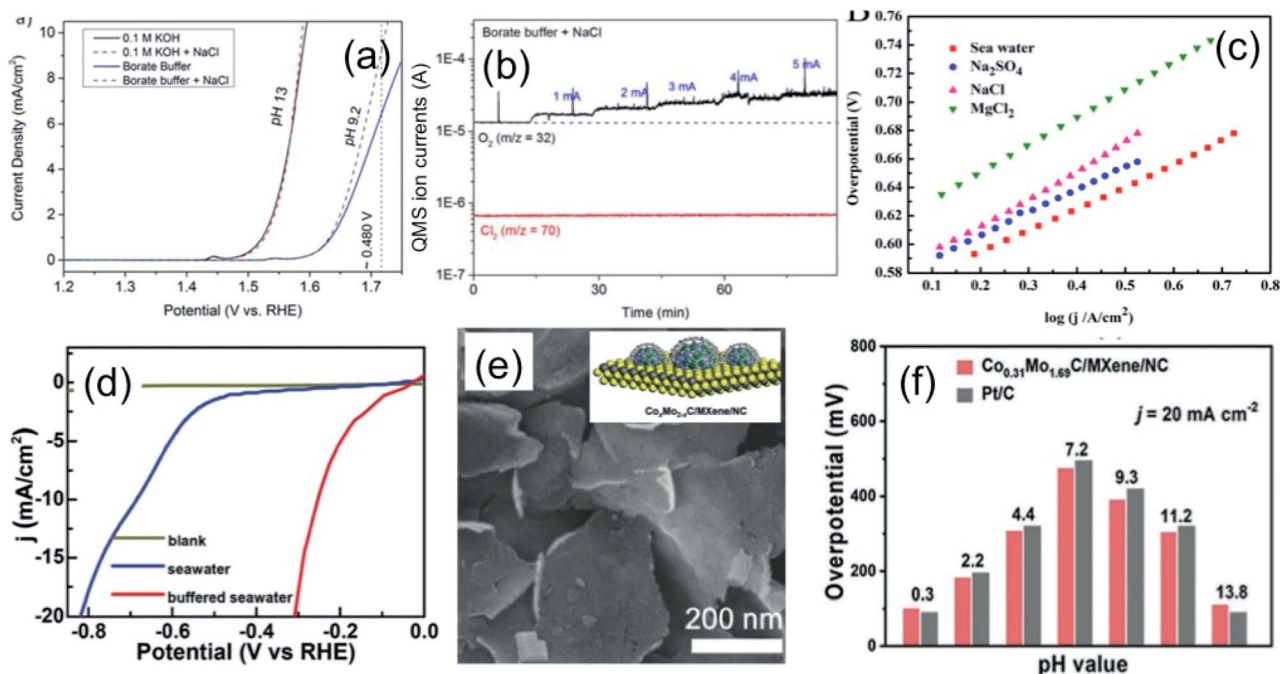 a)
(a)
0.1 M KOH
0.1 M KOH + NaCl
Borate Buffer
Borate buffer + NaCl
pH 13
pH 9.2
~ 0.480 V
Current Density (mA/cm²)
10
8
6
4
2
0
1.2 1.3 1.4 1.5 1.6 1.7
Potential (V vs. RHE)
(b)
Borate buffer + NaCl
1 mA 2 mA 3 mA 4 mA 5 mA
O₂ (m/z = 32)
Cl₂ (m/z = 70)
QMS ion currents (A)
1E-4
1E-5
1E-6
1E-7
0 30 60
Time (min)
(c)
Sea water
Na₂SO₄
NaCl
MgCl₂
Overpotential (V)
0.76
0.74
0.72
0.70
0.68
0.66
0.64
0.62
0.60
0.58
0.0 0.1 0.2 0.3 0.4 0.5 0.6 0.7 0.8
log (j /A/cm²)
(d)
blank
seawater
buffered seawater
j (mA/cm²)
0
-5
-10
-15
-20
-0.8 -0.6 -0.4 -0.2 0.0
Potential (V vs RHE)
(e)
CoₓMo₂₋ₓC/MXene/NC
200 nm
(f)
Co₀.₃₁Mo₁.₆₉C/MXene/NC
Pt/C
j = 20 mA cm⁻²
0.3 2.2 4.4 7.2 9.3 11.2 13.8
Overpotential (mV)
800
600
400
200
0
pH value